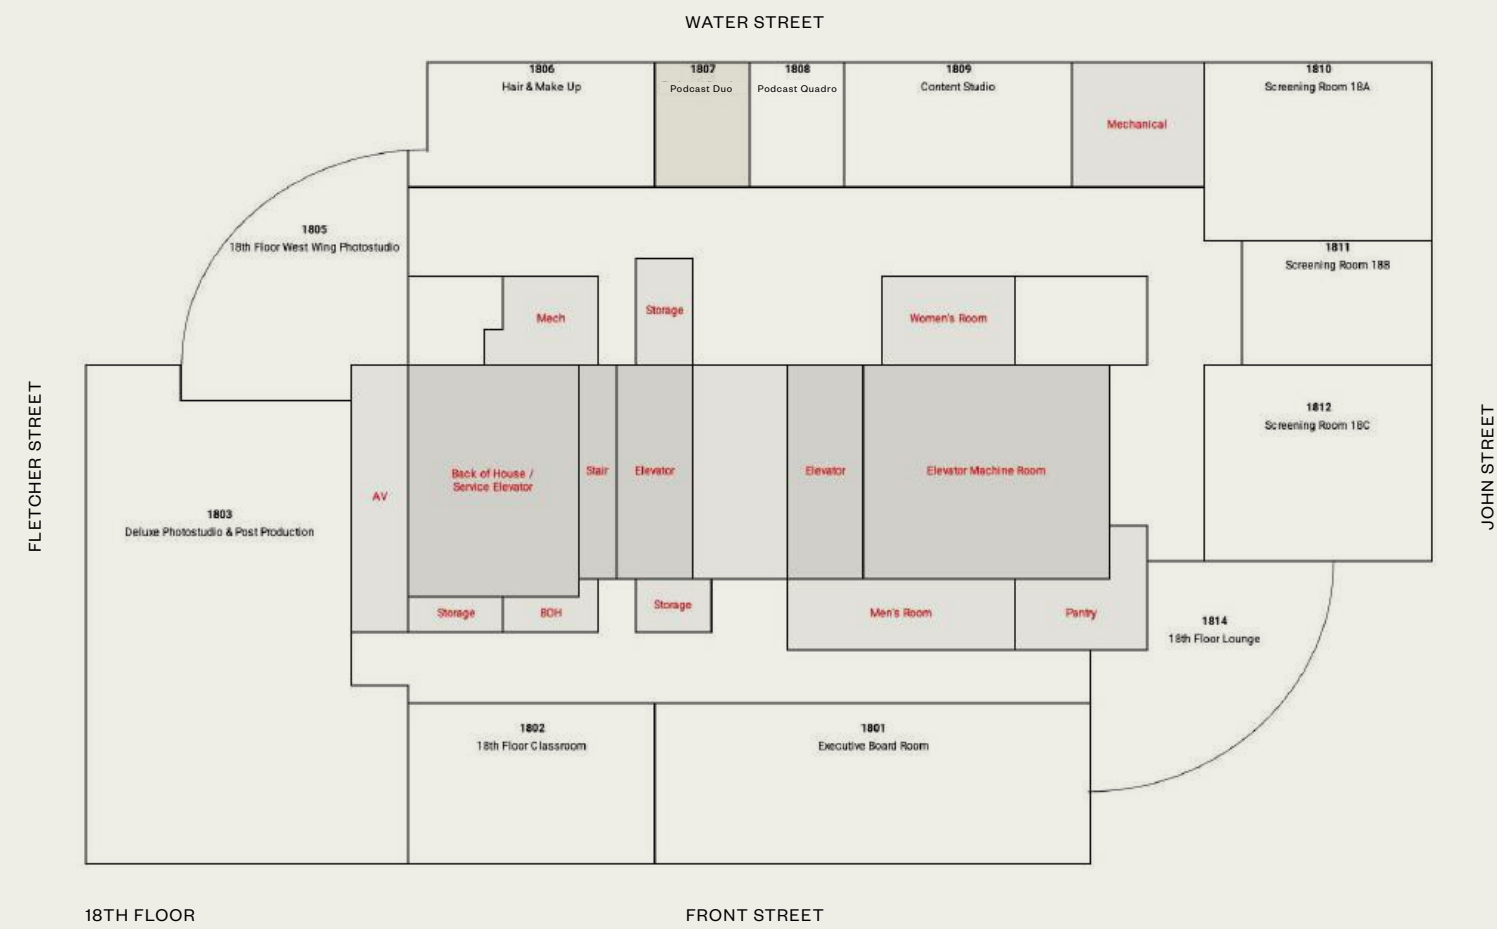 WATER STREET
1806
Hair & Make Up
1807
Podcast Duo
1808
Podcast Quadro
1809
Content Studio
Mechanical
1810
Screening Room 18A
1805
18th Floor West Wing Photostudio
1811
Screening Room 18B
Mech
Storage
Women's Room
FLETCHER STREET
JOHN STREET
1812
Screening Room 18C
AV
Back of House /
Service Elevator
Stair
Elevator
Elevator
Elevator Machine Room
1803
Deluxe Photostudio & Post Production
Storage
BOH
Storage
Men's Room
Pantry
1814
18th Floor Lounge
1802
18th Floor Classroom
1801
Executive Board Room
18TH FLOOR
FRONT STREET